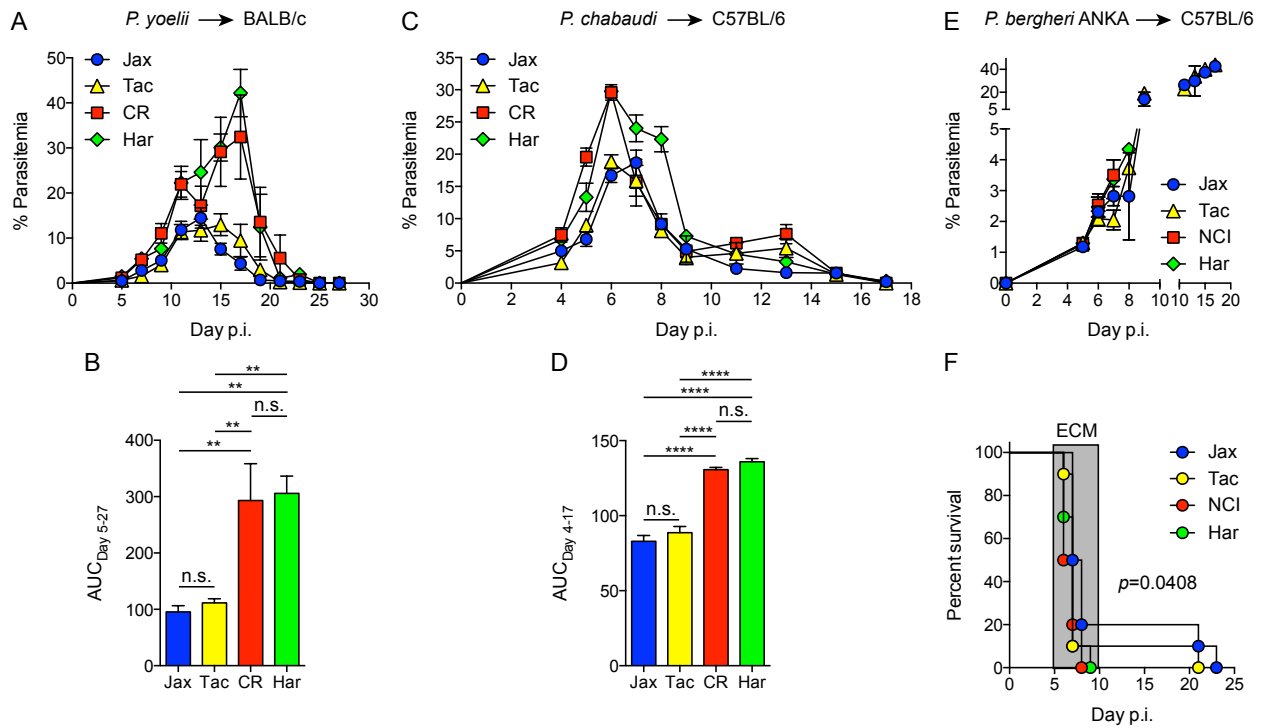 A
P. yoelii → BALB/c
Jax
Tac
CR
Har
50
40
30
20
10
0
% Parasitemia
0 5 10 15 20 25 30
Day p.i.
C
P. chabaudi → C57BL/6
Jax
Tac
CR
Har
35
30
25
20
15
10
5
0
% Parasitemia
0 2 4 6 8 10 12 14 16 18
Day p.i.
E
P. bergheri ANKA → C57BL/6
40
20
5
5
4
3
2
1
0
% Parasitemia
Jax
Tac
NCI
Har
0 2 4 6 8 10 10 15 20
Day p.i.
B
**
**
n.s.
**
**
n.s.
400
300
200
100
0
AUC Day 5-27
Jax Tac CR Har
D
****
****
n.s.
****
****
n.s.
150
100
50
0
AUC Day 4-17
Jax Tac CR Har
F
ECM
Jax
Tac
NCI
Har
100
80
60
40
20
0
Percent survival
p=0.0408
0 5 10 15 20 25
Day p.i.